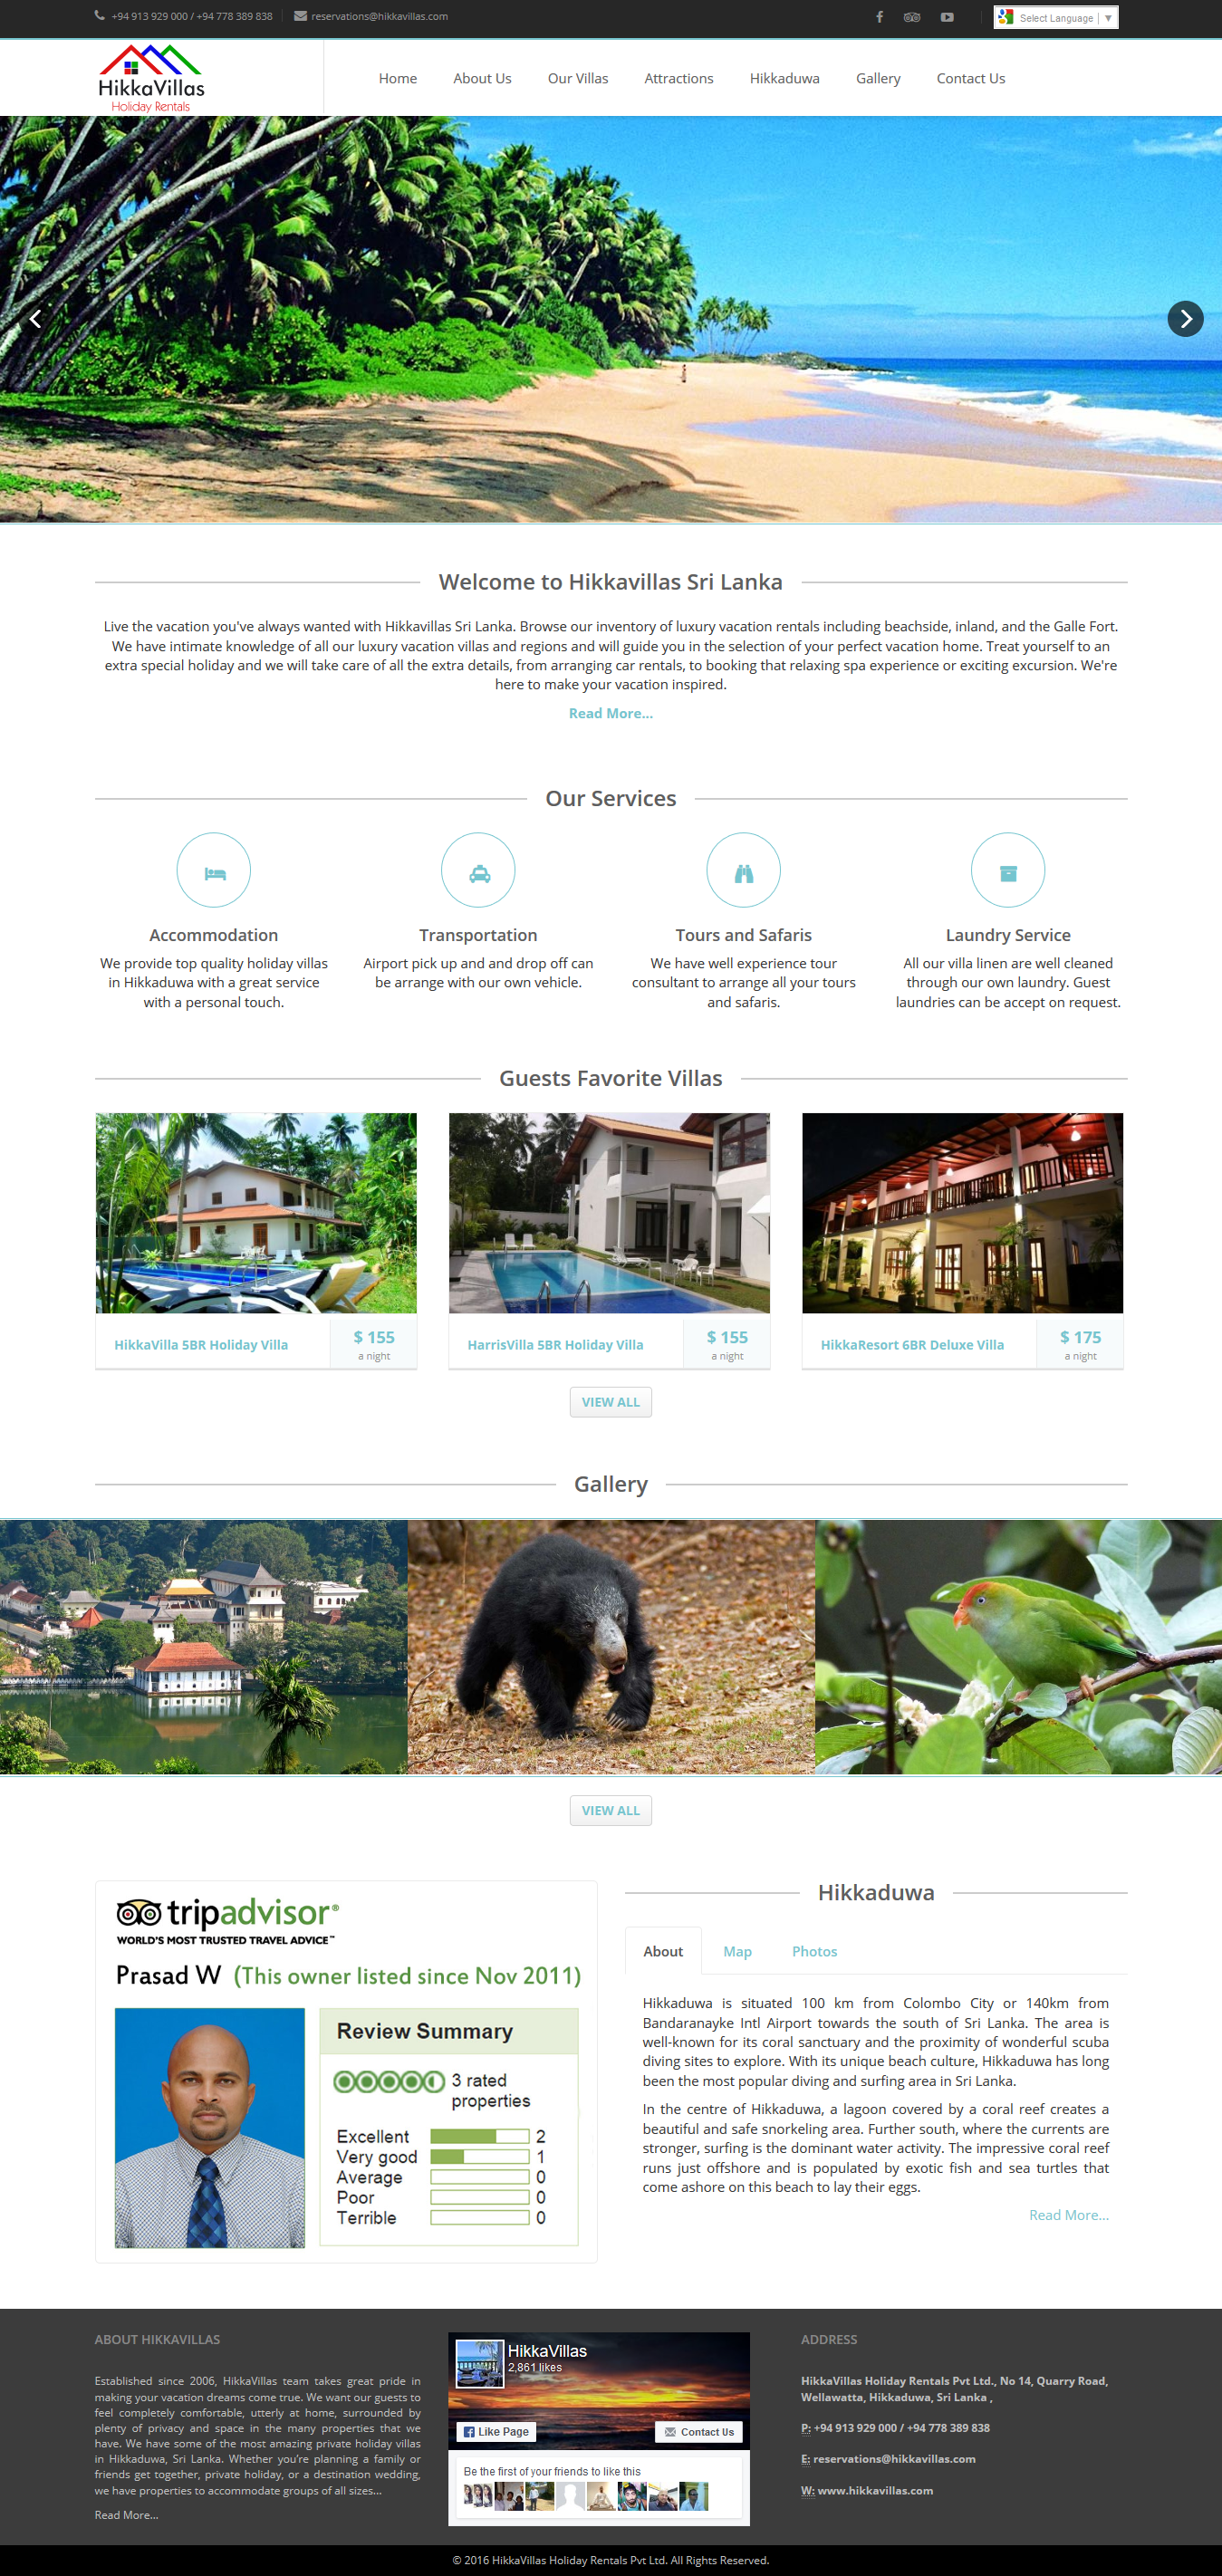 +94 913 929 000 / +94 778 389 838
reservations@hikkavillas.com
Select Language ▼
HikkaVillas
Holiday Rentals
Home
About Us
Our Villas
Attractions
Hikkaduwa
Gallery
Contact Us
Welcome to Hikkavillas Sri Lanka
Live the vacation you've always wanted with Hikkavillas Sri Lanka. Browse our inventory of luxury vacation rentals including beachside, inland, and the Galle Fort.
We have intimate knowledge of all our luxury vacation villas and regions and will guide you in the selection of your perfect vacation home. Treat yourself to an
extra special holiday and we will take care of all the extra details, from arranging car rentals, to booking that relaxing spa experience or exciting excursion. We're
here to make your vacation inspired.
Read More...
Our Services
Accommodation
We provide top quality holiday villas
in Hikkaduwa with a great service
with a personal touch.
Transportation
Airport pick up and and drop off can
be arrange with our own vehicle.
Tours and Safaris
We have well experience tour
consultant to arrange all your tours
and safaris.
Laundry Service
All our villa linen are well cleaned
through our own laundry. Guest
laundries can be accept on request.
Guests Favorite Villas
HikkaVilla 5BR Holiday Villa
$ 155
a night
HarrisVilla 5BR Holiday Villa
$ 155
a night
HikkaResort 6BR Deluxe Villa
$ 175
a night
VIEW ALL
Gallery
VIEW ALL
tripadvisor®
WORLD'S MOST TRUSTED TRAVEL ADVICE™
Prasad W (This owner listed since Nov 2011)
Review Summary
3 rated
properties
Excellent 2
Very good 1
Average 0
Poor 0
Terrible 0
Hikkaduwa
About
Map
Photos
Hikkaduwa is situated 100 km from Colombo City or 140km from
Bandaranayke Intl Airport towards the south of Sri Lanka. The area is
well-known for its coral sanctuary and the proximity of wonderful scuba
diving sites to explore. With its unique beach culture, Hikkaduwa has long
been the most popular diving and surfing area in Sri Lanka.
In the centre of Hikkaduwa, a lagoon covered by a coral reef creates a
beautiful and safe snorkeling area. Further south, where the currents are
stronger, surfing is the dominant water activity. The impressive coral reef
runs just offshore and is populated by exotic fish and sea turtles that
come ashore on this beach to lay their eggs.
Read More...
ABOUT HIKKAVILLAS
Established since 2006, HikkaVillas team takes great pride in
making your vacation dreams come true. We want our guests to
feel completely comfortable, utterly at home, surrounded by
plenty of privacy and space in the many properties that we
have. We have some of the most amazing private holiday villas
in Hikkaduwa, Sri Lanka. Whether you're planning a family or
friends get together, private holiday, or a destination wedding,
we have properties to accommodate groups of all sizes...
Read More...
HikkaVillas
2,861 likes
Like Page
Contact Us
Be the first of your friends to like this
ADDRESS
HikkaVillas Holiday Rentals Pvt Ltd., No 14, Quarry Road,
Wellawatta, Hikkaduwa, Sri Lanka ,
P: +94 913 929 000 / +94 778 389 838
E: reservations@hikkavillas.com
W: www.hikkavillas.com
© 2016 HikkaVillas Holiday Rentals Pvt Ltd. All Rights Reserved.